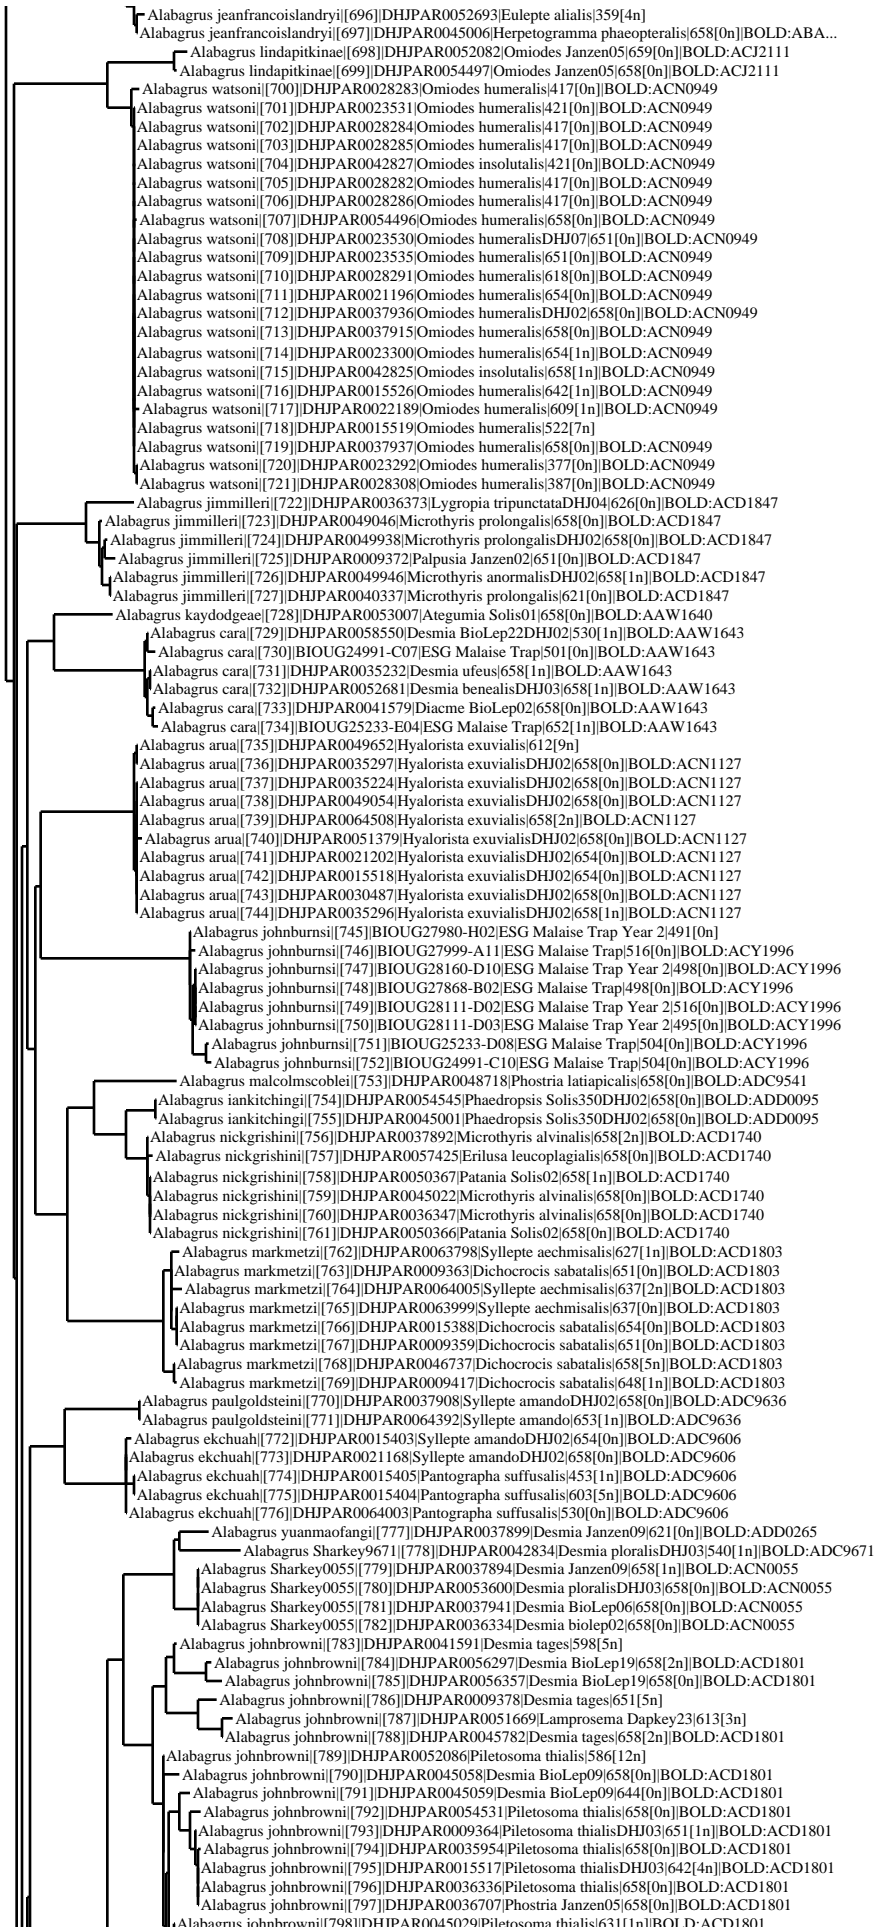 Alabagrus jeanfrancoislandryi|[696]|DHJPAR0052693|Eulepte alialis|359[4n]
Alabagrus jeanfrancoislandryi|[697]|DHJPAR0045006|Herpetogramma phaeopteralis|658[0n]|BOLD:ABA...
Alabagrus lindapitkinae|[698]|DHJPAR0052082|Omiodes Janzen05|659[0n]|BOLD:ACJ2111
Alabagrus lindapitkinae|[699]|DHJPAR0054497|Omiodes Janzen05|658[0n]|BOLD:ACJ2111
Alabagrus watsoni|[700]|DHJPAR0028283|Omiodes humeralis|417[0n]|BOLD:ACN0949
Alabagrus watsoni|[701]|DHJPAR0023531|Omiodes humeralis|421[0n]|BOLD:ACN0949
Alabagrus watsoni|[702]|DHJPAR0028284|Omiodes humeralis|417[0n]|BOLD:ACN0949
Alabagrus watsoni|[703]|DHJPAR0028285|Omiodes humeralis|417[0n]|BOLD:ACN0949
Alabagrus watsoni|[704]|DHJPAR0042827|Omiodes insolutalis|421[0n]|BOLD:ACN0949
Alabagrus watsoni|[705]|DHJPAR0028282|Omiodes humeralis|417[0n]|BOLD:ACN0949
Alabagrus watsoni|[706]|DHJPAR0028286|Omiodes humeralis|417[0n]|BOLD:ACN0949
Alabagrus watsoni|[707]|DHJPAR0054496|Omiodes humeralis|658[0n]|BOLD:ACN0949
Alabagrus watsoni|[708]|DHJPAR0023530|Omiodes humeralisDHJ07|651[0n]|BOLD:ACN0949
Alabagrus watsoni|[709]|DHJPAR0023535|Omiodes humeralis|651[0n]|BOLD:ACN0949
Alabagrus watsoni|[710]|DHJPAR0028291|Omiodes humeralis|618[0n]|BOLD:ACN0949
Alabagrus watsoni|[711]|DHJPAR0021196|Omiodes humeralis|654[0n]|BOLD:ACN0949
Alabagrus watsoni|[712]|DHJPAR0037936|Omiodes humeralisDHJ02|658[0n]|BOLD:ACN0949
Alabagrus watsoni|[713]|DHJPAR0037915|Omiodes humeralis|658[0n]|BOLD:ACN0949
Alabagrus watsoni|[714]|DHJPAR0023300|Omiodes humeralis|654[1n]|BOLD:ACN0949
Alabagrus watsoni|[715]|DHJPAR0042825|Omiodes insolutalis|658[1n]|BOLD:ACN0949
Alabagrus watsoni|[716]|DHJPAR0015526|Omiodes humeralis|642[1n]|BOLD:ACN0949
Alabagrus watsoni|[717]|DHJPAR0022189|Omiodes humeralis|609[1n]|BOLD:ACN0949
Alabagrus watsoni|[718]|DHJPAR0015519|Omiodes humeralis|522[7n]
Alabagrus watsoni|[719]|DHJPAR0037937|Omiodes humeralis|658[0n]|BOLD:ACN0949
Alabagrus watsoni|[720]|DHJPAR0023292|Omiodes humeralis|377[0n]|BOLD:ACN0949
Alabagrus watsoni|[721]|DHJPAR0028308|Omiodes humeralis|387[0n]|BOLD:ACN0949
Alabagrus jimmilleri|[722]|DHJPAR0036373|Lygropia tripunctataDHJ04|626[0n]|BOLD:ACD1847
Alabagrus jimmilleri|[723]|DHJPAR0049046|Microthyris prolongalis|658[0n]|BOLD:ACD1847
Alabagrus jimmilleri|[724]|DHJPAR0049938|Microthyris prolongalisDHJ02|658[0n]|BOLD:ACD1847
Alabagrus jimmilleri|[725]|DHJPAR0009372|Palpusia Janzen02|651[0n]|BOLD:ACD1847
Alabagrus jimmilleri|[726]|DHJPAR0049946|Microthyris anormalisDHJ02|658[1n]|BOLD:ACD1847
Alabagrus jimmilleri|[727]|DHJPAR0040337|Microthyris prolongalis|621[0n]|BOLD:ACD1847
Alabagrus kaydodgeae|[728]|DHJPAR0053007|Ategumia Solis01|658[0n]|BOLD:AAW1640
Alabagrus cara|[729]|DHJPAR0058550|Desmia BioLep22DHJ02|530[1n]|BOLD:AAW1643
Alabagrus cara|[730]|BIOUG24991-C07|ESG Malaise Trap|501[0n]|BOLD:AAW1643
Alabagrus cara|[731]|DHJPAR0035232|Desmia ufeus|658[1n]|BOLD:AAW1643
Alabagrus cara|[732]|DHJPAR0052681|Desmia benealisDHJ03|658[1n]|BOLD:AAW1643
Alabagrus cara|[733]|DHJPAR0041579|Diacme BioLep02|658[0n]|BOLD:AAW1643
Alabagrus cara|[734]|BIOUG25233-E04|ESG Malaise Trap|652[1n]|BOLD:AAW1643
Alabagrus arua|[735]|DHJPAR0049652|Hyalorista exuvialis|612[9n]
Alabagrus arua|[736]|DHJPAR0035297|Hyalorista exuvialisDHJ02|658[0n]|BOLD:ACN1127
Alabagrus arua|[737]|DHJPAR0035224|Hyalorista exuvialisDHJ02|658[0n]|BOLD:ACN1127
Alabagrus arua|[738]|DHJPAR0049054|Hyalorista exuvialisDHJ02|658[0n]|BOLD:ACN1127
Alabagrus arua|[739]|DHJPAR0064508|Hyalorista exuvialis|658[2n]|BOLD:ACN1127
Alabagrus arua|[740]|DHJPAR0051379|Hyalorista exuvialisDHJ02|658[0n]|BOLD:ACN1127
Alabagrus arua|[741]|DHJPAR0021202|Hyalorista exuvialisDHJ02|654[0n]|BOLD:ACN1127
Alabagrus arua|[742]|DHJPAR0015518|Hyalorista exuvialisDHJ02|654[0n]|BOLD:ACN1127
Alabagrus arua|[743]|DHJPAR0030487|Hyalorista exuvialisDHJ02|658[0n]|BOLD:ACN1127
Alabagrus arua|[744]|DHJPAR0035296|Hyalorista exuvialisDHJ02|658[1n]|BOLD:ACN1127
Alabagrus johnburnsi|[745]|BIOUG27980-H02|ESG Malaise Trap Year 2|491[0n]
Alabagrus johnburnsi|[746]|BIOUG27999-A11|ESG Malaise Trap|516[0n]|BOLD:ACY1996
Alabagrus johnburnsi|[747]|BIOUG28160-D10|ESG Malaise Trap Year 2|498[0n]|BOLD:ACY1996
Alabagrus johnburnsi|[748]|BIOUG27868-B02|ESG Malaise Trap|498[0n]|BOLD:ACY1996
Alabagrus johnburnsi|[749]|BIOUG28111-D02|ESG Malaise Trap Year 2|516[0n]|BOLD:ACY1996
Alabagrus johnburnsi|[750]|BIOUG28111-D03|ESG Malaise Trap Year 2|495[0n]|BOLD:ACY1996
Alabagrus johnburnsi|[751]|BIOUG25233-D08|ESG Malaise Trap|504[0n]|BOLD:ACY1996
Alabagrus johnburnsi|[752]|BIOUG24991-C10|ESG Malaise Trap|504[0n]|BOLD:ACY1996
Alabagrus malcolmscoblei|[753]|DHJPAR0048718|Phostria latiapicalis|658[0n]|BOLD:ADC9541
Alabagrus iankitchingi|[754]|DHJPAR0054545|Phaedropsis Solis350DHJ02|658[0n]|BOLD:ADD0095
Alabagrus iankitchingi|[755]|DHJPAR0045001|Phaedropsis Solis350DHJ02|658[0n]|BOLD:ADD0095
Alabagrus nickgrishini|[756]|DHJPAR0037892|Microthyris alvinalis|658[2n]|BOLD:ACD1740
Alabagrus nickgrishini|[757]|DHJPAR0057425|Erilusa leucoplagialis|658[0n]|BOLD:ACD1740
Alabagrus nickgrishini|[758]|DHJPAR0050367|Patania Solis02|658[1n]|BOLD:ACD1740
Alabagrus nickgrishini|[759]|DHJPAR0045022|Microthyris alvinalis|658[0n]|BOLD:ACD1740
Alabagrus nickgrishini|[760]|DHJPAR0036347|Microthyris alvinalis|658[0n]|BOLD:ACD1740
Alabagrus nickgrishini|[761]|DHJPAR0050366|Patania Solis02|658[0n]|BOLD:ACD1740
Alabagrus markmetzi|[762]|DHJPAR0063798|Syllepte aechmisalis|627[1n]|BOLD:ACD1803
Alabagrus markmetzi|[763]|DHJPAR0009363|Dichocrocis sabatalis|651[0n]|BOLD:ACD1803
Alabagrus markmetzi|[764]|DHJPAR0064005|Syllepte aechmisalis|637[2n]|BOLD:ACD1803
Alabagrus markmetzi|[765]|DHJPAR0063999|Syllepte aechmisalis|637[0n]|BOLD:ACD1803
Alabagrus markmetzi|[766]|DHJPAR0015388|Dichocrocis sabatalis|654[0n]|BOLD:ACD1803
Alabagrus markmetzi|[767]|DHJPAR0009359|Dichocrocis sabatalis|651[0n]|BOLD:ACD1803
Alabagrus markmetzi|[768]|DHJPAR0046737|Dichocrocis sabatalis|658[5n]|BOLD:ACD1803
Alabagrus markmetzi|[769]|DHJPAR0009417|Dichocrocis sabatalis|648[1n]|BOLD:ACD1803
Alabagrus paulgoldsteini|[770]|DHJPAR0037908|Syllepte amandoDHJ02|658[0n]|BOLD:ADC9636
Alabagrus paulgoldsteini|[771]|DHJPAR0064392|Syllepte amando|653[1n]|BOLD:ADC9636
Alabagrus ekchuah|[772]|DHJPAR0015403|Syllepte amandoDHJ02|654[0n]|BOLD:ADC9606
Alabagrus ekchuah|[773]|DHJPAR0021168|Syllepte amandoDHJ02|658[0n]|BOLD:ADC9606
Alabagrus ekchuah|[774]|DHJPAR0015405|Pantographa suffusalis|453[1n]|BOLD:ADC9606
Alabagrus ekchuah|[775]|DHJPAR0015404|Pantographa suffusalis|603[5n]|BOLD:ADC9606
Alabagrus ekchuah|[776]|DHJPAR0064003|Pantographa suffusalis|530[0n]|BOLD:ADC9606
Alabagrus yuanmaofangi|[777]|DHJPAR0037899|Desmia Janzen09|621[0n]|BOLD:ADD0265
Alabagrus Sharkey9671|[778]|DHJPAR0042834|Desmia ploralisDHJ03|540[1n]|BOLD:ADC9671
Alabagrus Sharkey0055|[779]|DHJPAR0037894|Desmia Janzen09|658[1n]|BOLD:ACN0055
Alabagrus Sharkey0055|[780]|DHJPAR0053600|Desmia ploralisDHJ03|658[0n]|BOLD:ACN0055
Alabagrus Sharkey0055|[781]|DHJPAR0037941|Desmia BioLep06|658[0n]|BOLD:ACN0055
Alabagrus Sharkey0055|[782]|DHJPAR0036334|Desmia biolep02|658[0n]|BOLD:ACN0055
Alabagrus johnbrowni|[783]|DHJPAR0041591|Desmia tages|598[5n]
Alabagrus johnbrowni|[784]|DHJPAR0056297|Desmia BioLep19|658[2n]|BOLD:ACD1801
Alabagrus johnbrowni|[785]|DHJPAR0056357|Desmia BioLep19|658[0n]|BOLD:ACD1801
Alabagrus johnbrowni|[786]|DHJPAR0009378|Desmia tages|651[5n]
Alabagrus johnbrowni|[787]|DHJPAR0051669|Lamprosema Dapkey23|613[3n]
Alabagrus johnbrowni|[788]|DHJPAR0045782|Desmia tages|658[2n]|BOLD:ACD1801
Alabagrus johnbrowni|[789]|DHJPAR0052086|Piletosoma thialis|586[12n]
Alabagrus johnbrowni|[790]|DHJPAR0045058|Desmia BioLep09|658[0n]|BOLD:ACD1801
Alabagrus johnbrowni|[791]|DHJPAR0045059|Desmia BioLep09|644[0n]|BOLD:ACD1801
Alabagrus johnbrowni|[792]|DHJPAR0054531|Piletosoma thialis|658[0n]|BOLD:ACD1801
Alabagrus johnbrowni|[793]|DHJPAR0009364|Piletosoma thialisDHJ03|651[1n]|BOLD:ACD1801
Alabagrus johnbrowni|[794]|DHJPAR0035954|Piletosoma thialis|658[0n]|BOLD:ACD1801
Alabagrus johnbrowni|[795]|DHJPAR0015517|Piletosoma thialisDHJ03|642[4n]|BOLD:ACD1801
Alabagrus johnbrowni|[796]|DHJPAR0036336|Piletosoma thialis|658[0n]|BOLD:ACD1801
Alabagrus johnbrowni|[797]|DHJPAR0036707|Phostria Janzen05|658[0n]|BOLD:ACD1801
Alabagrus johnbrowni|[798]|DHJPAR0045029|Piletosoma thialis|631[1n]|BOLD:ACD1801